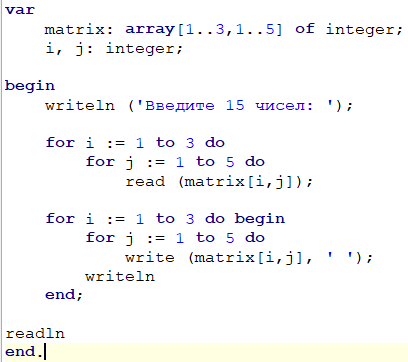 var
matrix: array[1..3,1..5] of integer;
i, j: integer;
begin
writeln ('Введите 15 чисел: ');
for i := 1 to 3 do
for j := 1 to 5 do
read (matrix[i,j]);
for i := 1 to 3 do begin
for j := 1 to 5 do
write (matrix[i,j], ' ');
writeln
end;
readln
end.